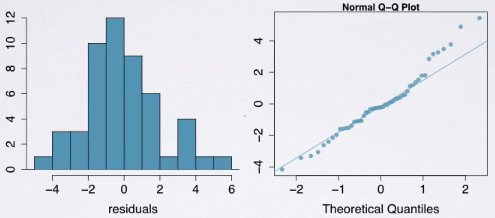 Normal Q-Q Plot
12
10
8
6
4
2
0
-4 -2 0 2 4 6
residuals
4
2
0
-2
-4
-2 -1 0 1 2
Theoretical Quantiles